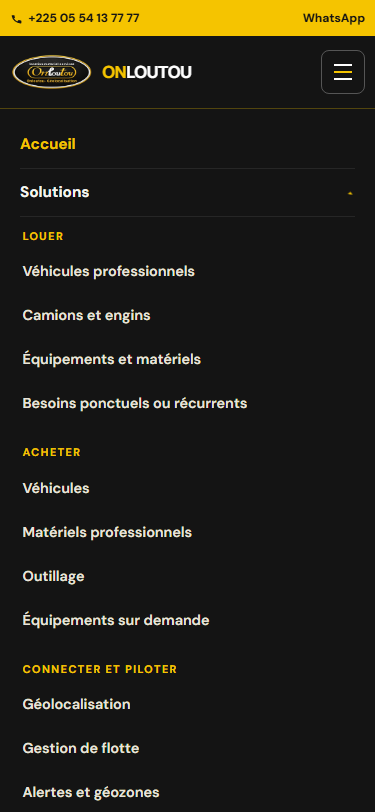 +225 05 54 13 77 77
WhatsApp
OnLoutou
ONLOUTOU
Accueil
Solutions
LOUER
Véhicules professionnels
Camions et engins
Équipements et matériels
Besoins ponctuels ou récurrents
ACHETER
Véhicules
Matériels professionnels
Outillage
Équipements sur demande
CONNECTER ET PILOTER
Géolocalisation
Gestion de flotte
Alertes et géozones